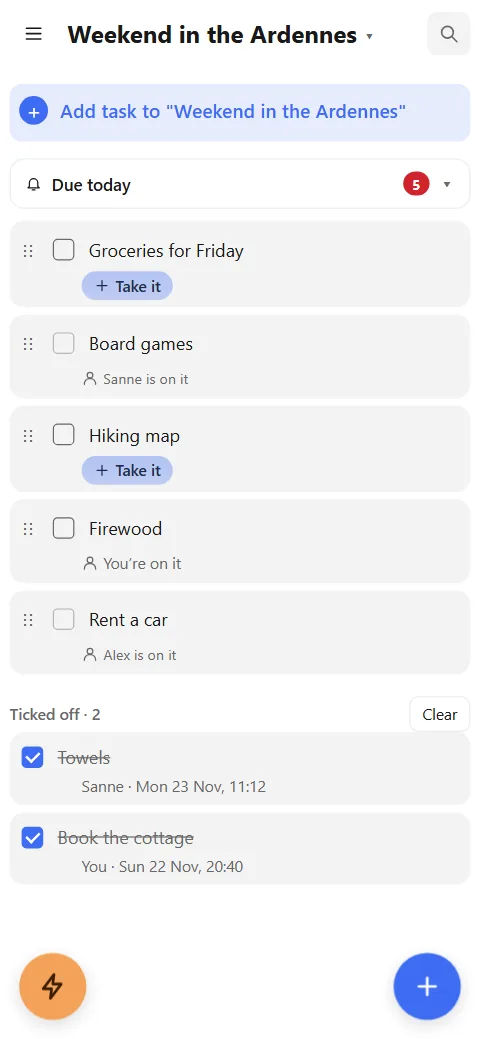 Weekend in the Ardennes
Add task to "Weekend in the Ardennes"
Due today 5
Groceries for Friday
+ Take it
Board games
Sanne is on it
Hiking map
+ Take it
Firewood
You're on it
Rent a car
Alex is on it
Ticked off · 2 Clear
Towels
Sanne · Mon 23 Nov, 11:12
Book the cottage
You · Sun 22 Nov, 20:40